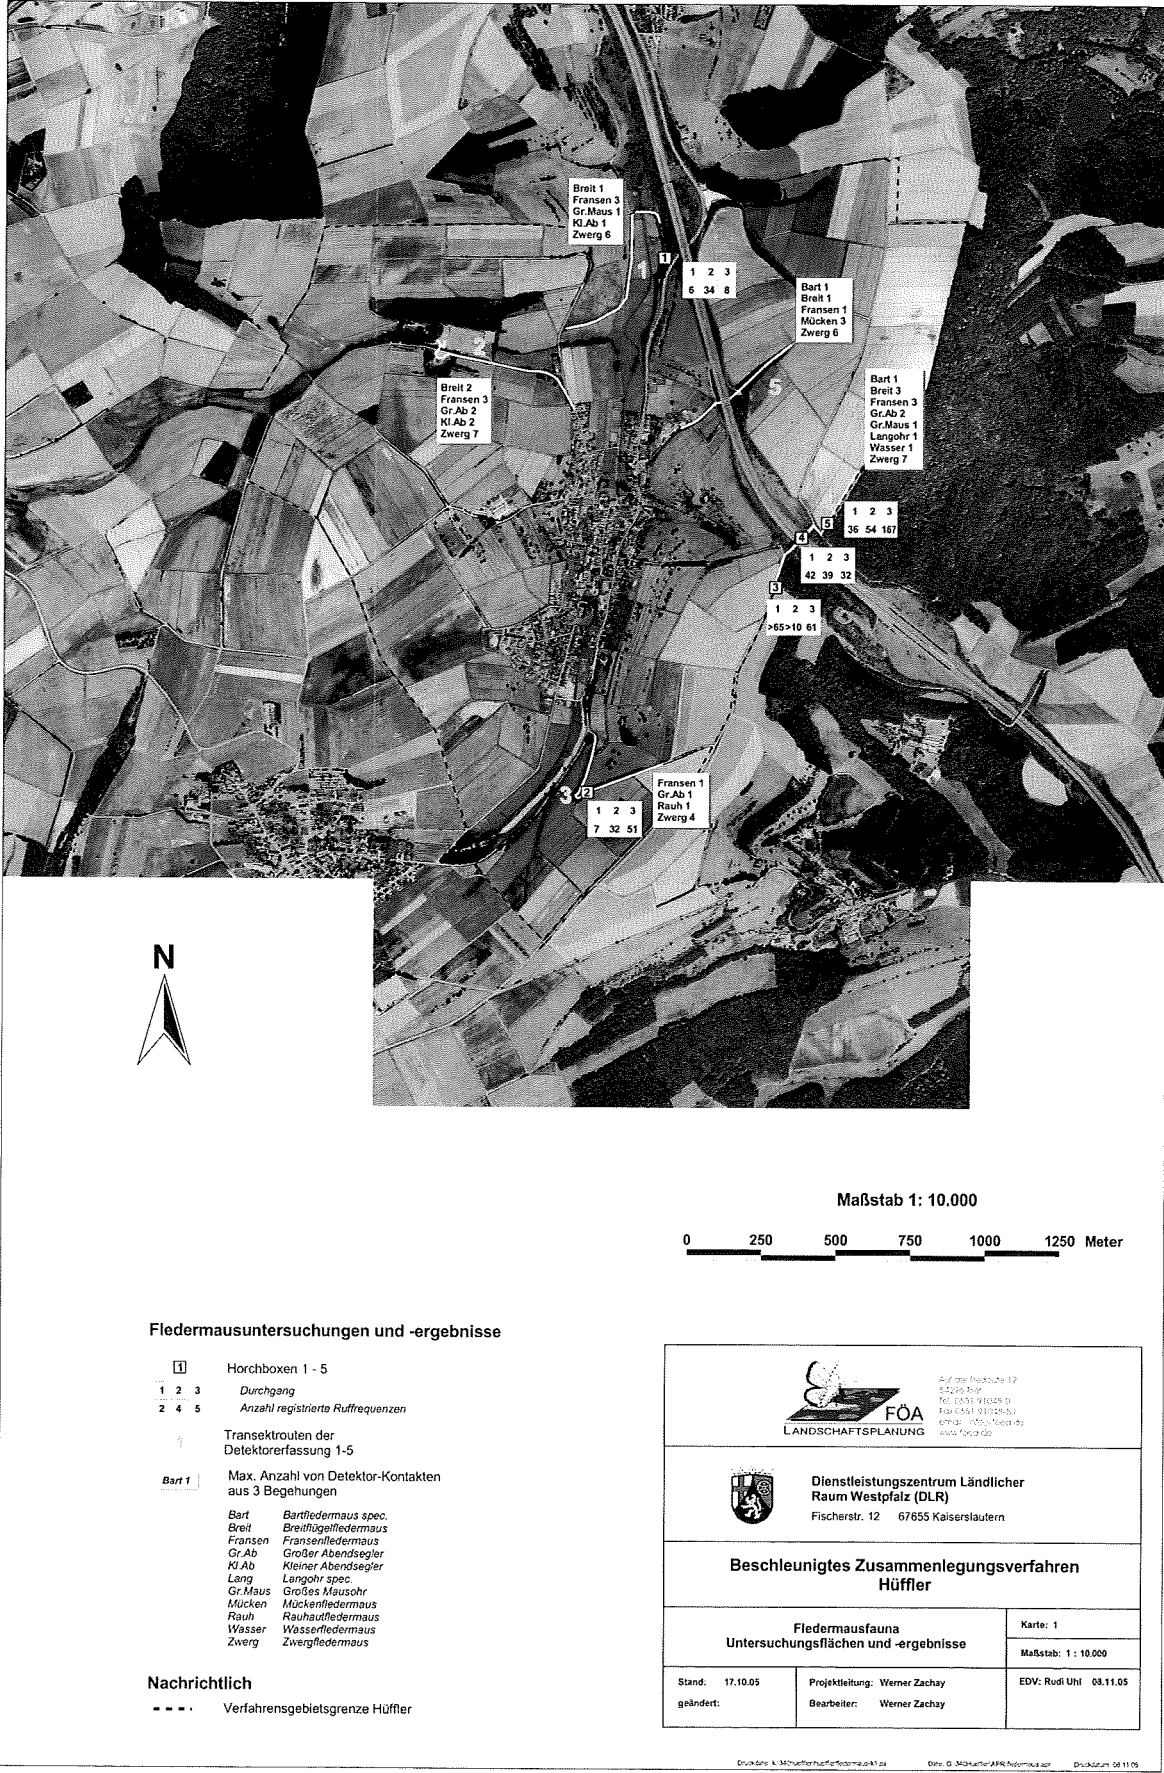 Breit 1
Fransen 3
Gr.Maus 1
Kl.Ab 1
Zwerg 6
1
1
1 2 3
6 34 8
Bart 1
Breit 1
Fransen 1
Mücken 3
Zwerg 6
5
2
Breit 2
Fransen 3
Gr.Ab 2
Kl.Ab 2
Zwerg 7
Bart 1
Breit 3
Fransen 3
Gr.Ab 2
Gr.Maus 1
Langohr 1
Wasser 1
Zwerg 7
5
1 2 3
36 54 167
4
1 2 3
42 39 32
3
1 2 3
>65 >10 61
3
2
1 2 3
7 32 51
Fransen 1
Gr.Ab 1
Rauh 1
Zwerg 4
N
Maßstab 1: 10.000
0 250 500 750 1000 1250 Meter
Fledermausuntersuchungen und -ergebnisse
1 Horchboxen 1 - 5
1 2 3 Durchgang
2 4 5 Anzahl registrierte Ruffrequenzen
Transektrouten der
Detektorerfassung 1-5
Bart 1 Max. Anzahl von Detektor-Kontakten
aus 3 Begehungen
Bart Bartfledermaus spec.
Breit Breitflügelfledermaus
Fransen Fransenfledermaus
Gr.Ab Großer Abendsegler
Kl.Ab Kleiner Abendsegler
Lang Langohr spec.
Gr.Maus Großes Mausohr
Mücken Mückenfledermaus
Rauh Rauhautfledermaus
Wasser Wasserfledermaus
Zwerg Zwergfledermaus
Nachrichtlich
Verfahrensgebietsgrenze Hüffler
FÖA
LANDSCHAFTSPLANUNG
Dienstleistungszentrum Ländlicher
Raum Westpfalz (DLR)
Fischerstr. 12 67655 Kaiserslautern
Beschleunigtes Zusammenlegungsverfahren
Hüffler
Fledermausfauna
Untersuchungsflächen und -ergebnisse
Karte: 1
Maßstab: 1 : 10.000
Stand: 17.10.05
geändert:
Projektleitung: Werner Zachay
Bearbeiter: Werner Zachay
EDV: Rudi Uhl 08.11.05